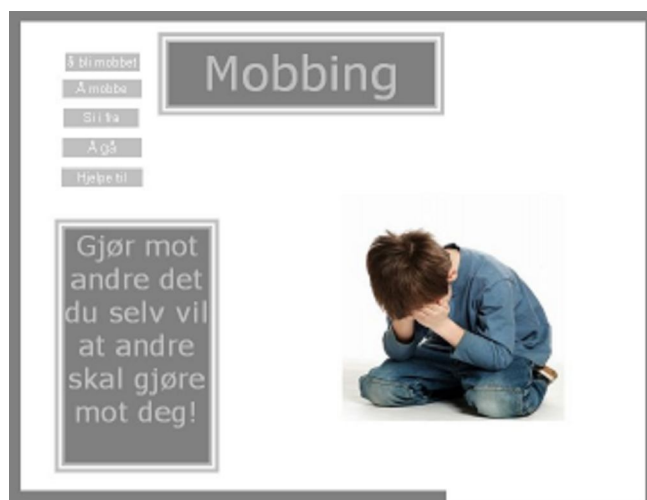 Mobbing
å bli mobbet
Å mobbe
Si i fra
Å gå
Hjelpe til
Gjør mot
andre det
du selv vil
at andre
skal gjøre
mot deg!